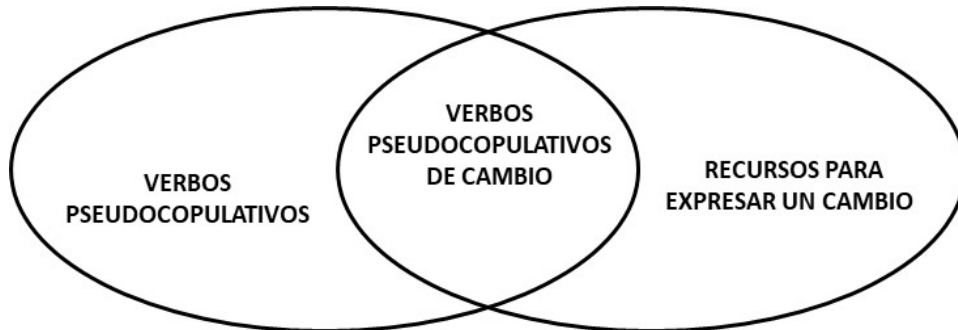 VERBOS
PSEUDOCOPULATIVOS
VERBOS
PSEUDOCOPULATIVOS
DE CAMBIO
RECURSOS PARA
EXPRESAR UN CAMBIO